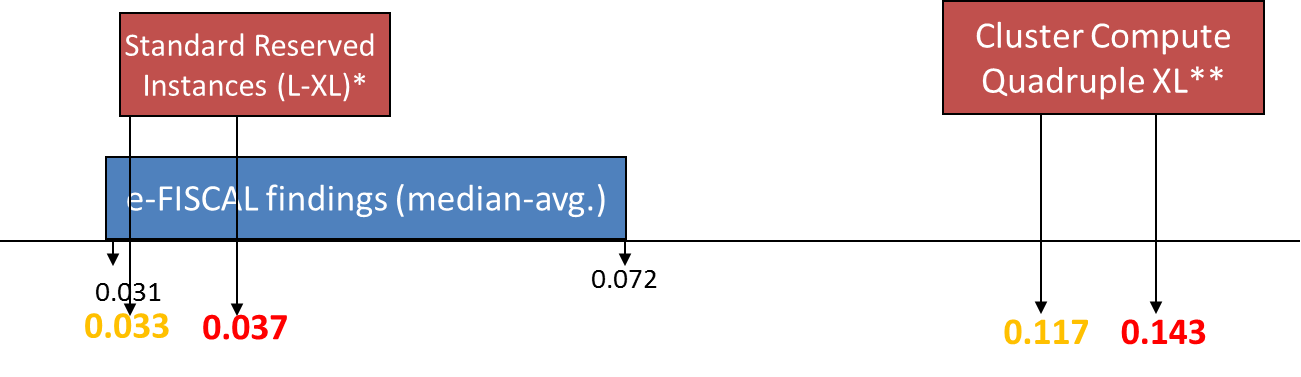 Standard Reserved
Instances (L-XL)*
Cluster Compute
Quadruple XL**
e-FISCAL findings (median-avg.)
0.031
0.072
0.033
0.037
0.117
0.143